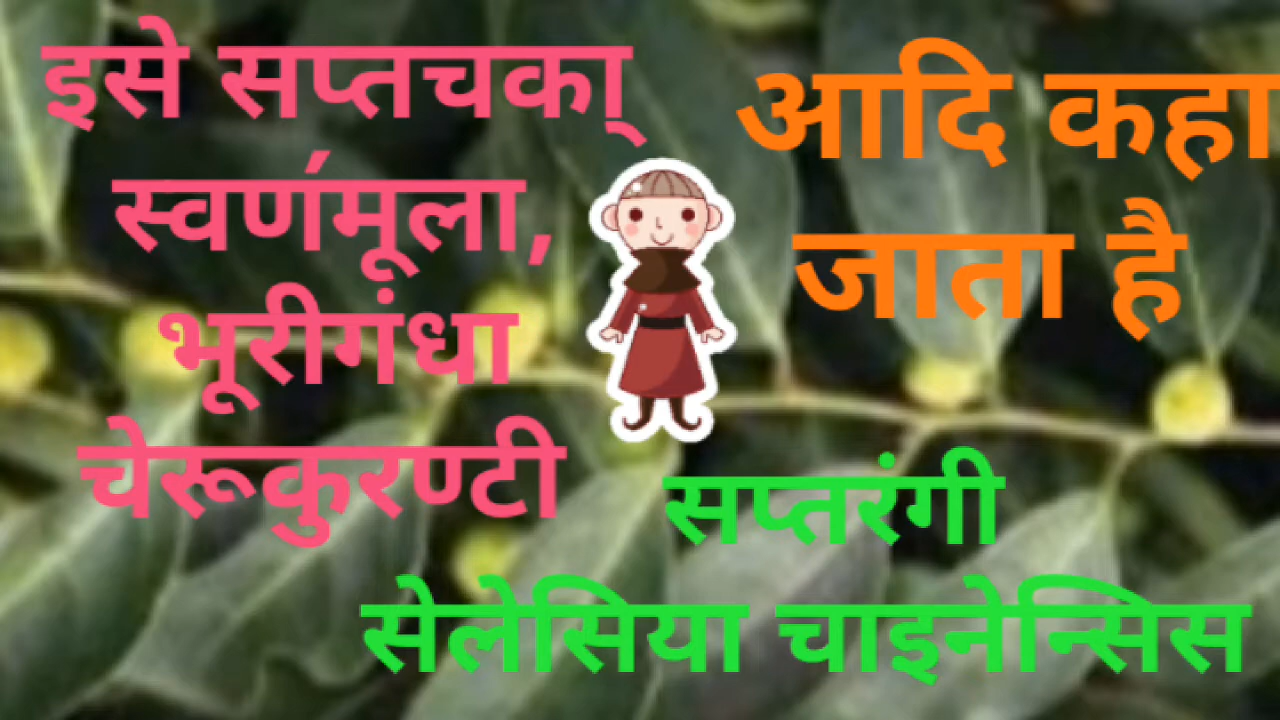 इसे सप्तचका्
स्वर्णमूला,
भूरीगंधा
चेरूकुरण्टी
आदि कहा
जाता है
सप्तरंगी
सेलेसिया चाइनेन्सिस